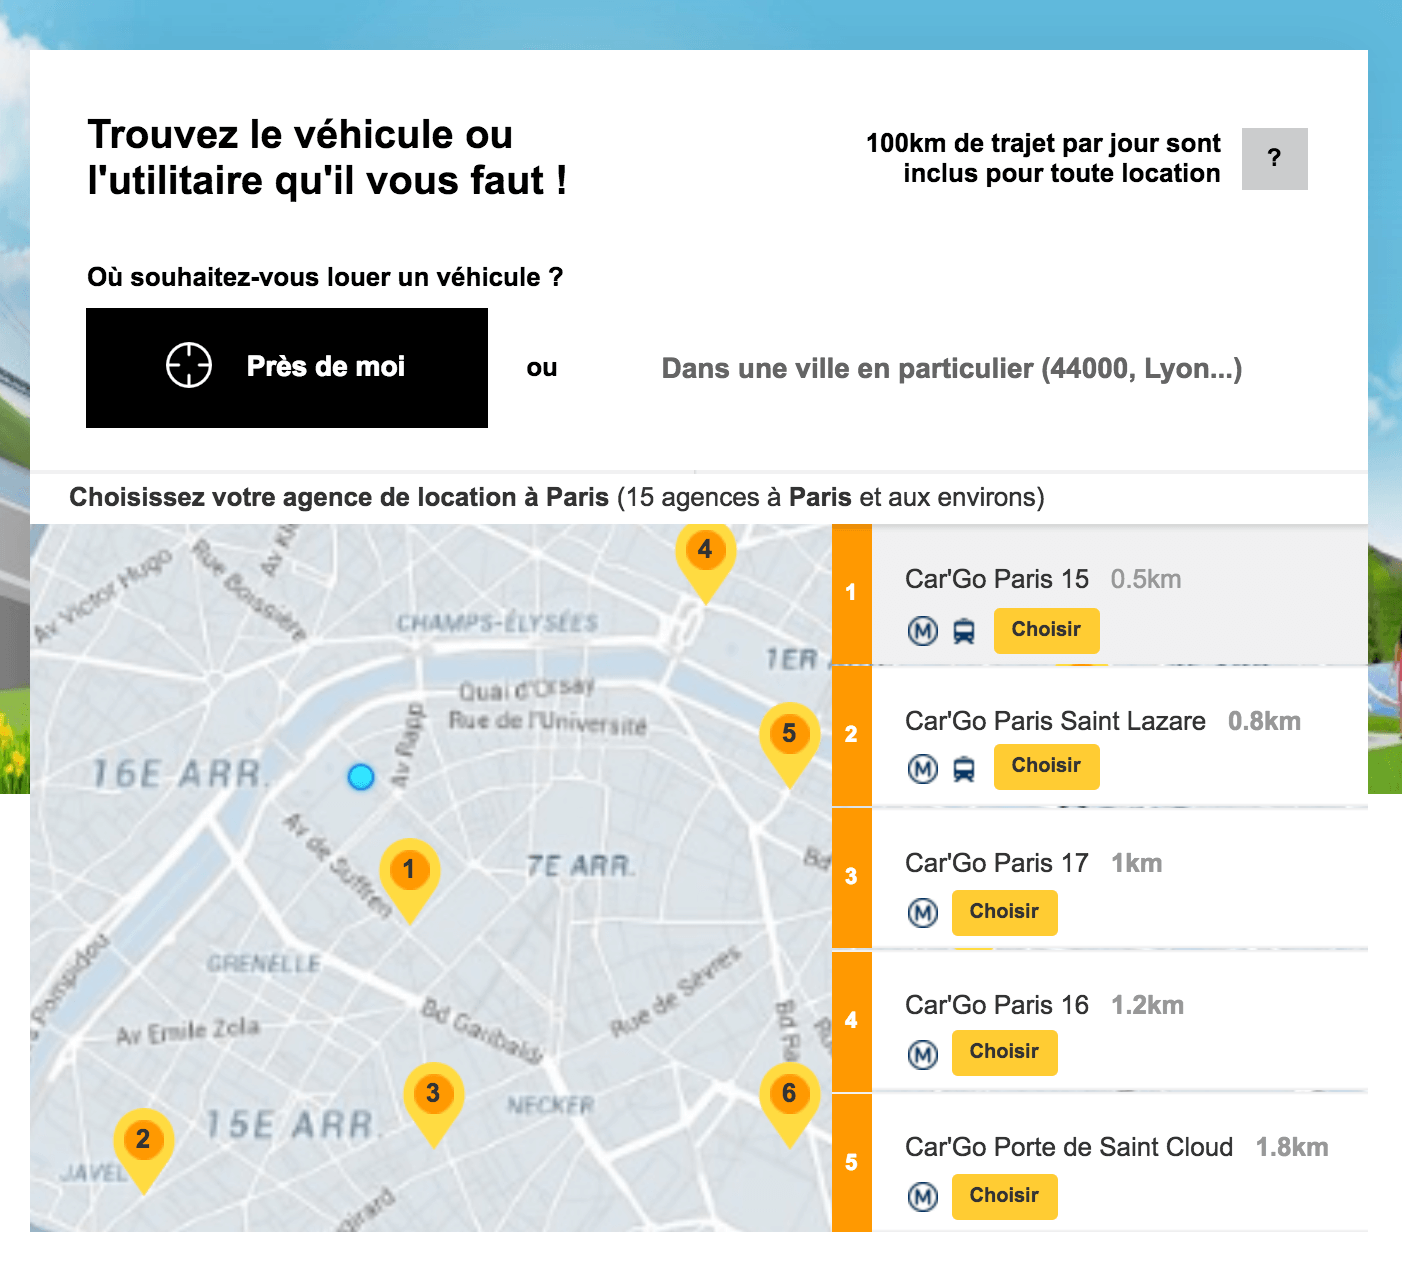 Trouvez le véhicule ou
l'utilitaire qu'il vous faut !
100km de trajet par jour sont
inclus pour toute location
?
Où souhaitez-vous louer un véhicule ?
Près de moi
ou
Dans une ville en particulier (44000, Lyon...)
Choisissez votre agence de location à Paris (15 agences à Paris et aux environs)
Av Victor Hugo
Rue Boissière
Av Kl
4
CHAMPS-ÉLYSÉES
1ER
Quai d'Orsay
Rue de l'Université
Av Rapp
5
16E ARR.
Av de Suffren
1
7E ARR.
Bd
GRENELLE
Pompidou
Av Emile Zola
Bd Garibaldi
Rue de Sèvres
Bd Ra
3
6
NECKER
15E ARR.
2
JAVEL
girard
1
Car'Go Paris 15 0.5km
M Choisir
2
Car'Go Paris Saint Lazare 0.8km
M Choisir
3
Car'Go Paris 17 1km
M Choisir
4
Car'Go Paris 16 1.2km
M Choisir
5
Car'Go Porte de Saint Cloud 1.8km
M Choisir